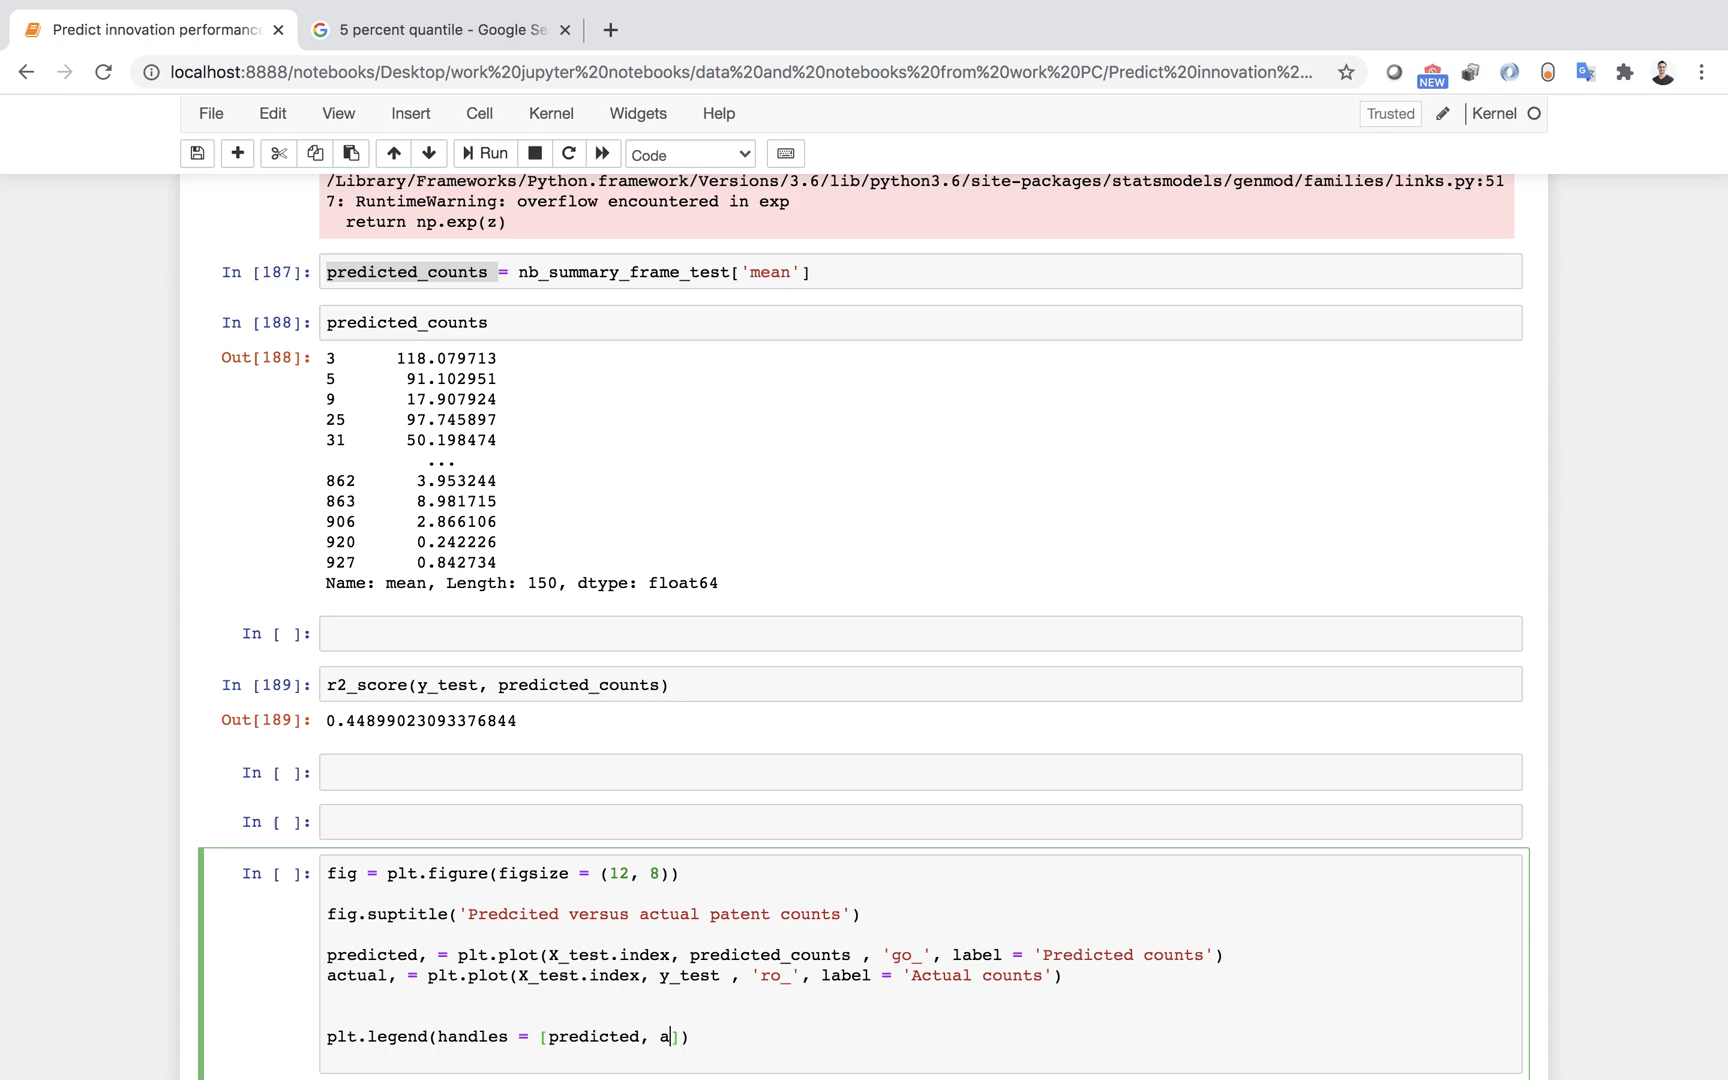 Predict innovation performance
5 percent quantile - Google Se
localhost:8888/notebooks/Desktop/work%20jupyter%20notebooks/data%20and%20notebooks%20from%20work%20PC/Predict%20innovation%2...
NEW
File Edit View Insert Cell Kernel Widgets Help
Trusted
Kernel
Run
Code
/Library/Frameworks/Python.framework/Versions/3.6/lib/python3.6/site-packages/statsmodels/genmod/families/links.py:51
7: RuntimeWarning: overflow encountered in exp
return np.exp(z)
In [187]: predicted_counts = nb_summary_frame_test['mean']
In [188]: predicted_counts
Out[188]: 3 118.079713
5 91.102951
9 17.907924
25 97.745897
31 50.198474
...
862 3.953244
863 8.981715
906 2.866106
920 0.242226
927 0.842734
Name: mean, Length: 150, dtype: float64
In [ ]:
In [189]: r2_score(y_test, predicted_counts)
Out[189]: 0.44899023093376844
In [ ]:
In [ ]:
In [ ]: fig = plt.figure(figsize = (12, 8))
fig.suptitle('Predcited versus actual patent counts')
predicted, = plt.plot(X_test.index, predicted_counts , 'go_', label = 'Predicted counts')
actual, = plt.plot(X_test.index, y_test , 'ro_', label = 'Actual counts')
plt.legend(handles = [predicted, a])